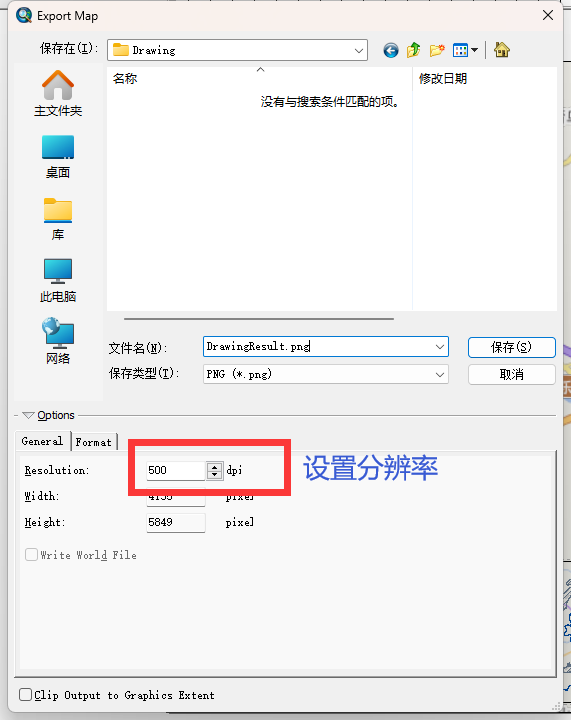 Export Map
保存在(I):
Drawing
名称
修改日期
没有与搜索条件匹配的项。
主文件夹
桌面
库
此电脑
网络
文件名(N):
DrawingResult.png
保存(S)
保存类型(T):
PNG (*.png)
取消
Options
General
Format
Resolution:
500
dpi
设置分辨率
Width:
pixel
Height:
5849
pixel
Write World File
Clip Output to Graphics Extent